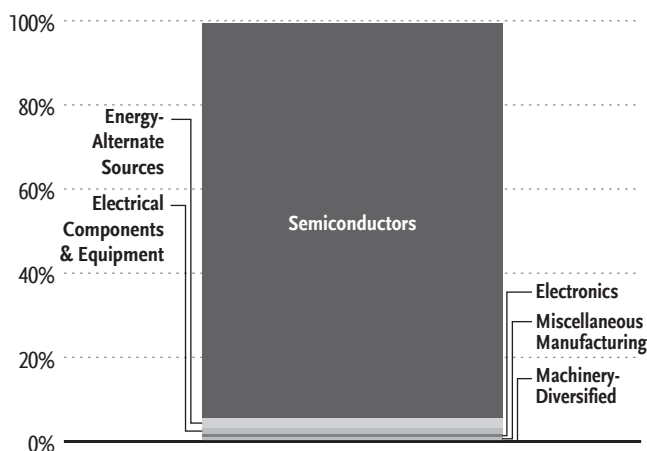 100%
80%
60%
40%
20%
0%
Energy-
Alternate
Sources
Electrical
Components
& Equipment
Semiconductors
Electronics
Miscellaneous
Manufacturing
Machinery-
Diversified